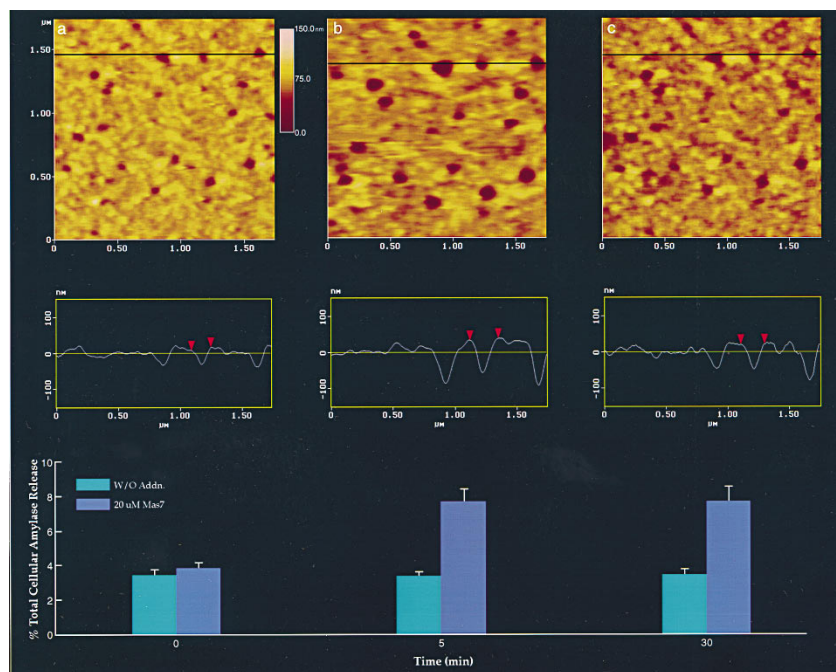 µM
a
b
c
1.50
1.00
0.50
0
150.0
nm
75.0
0.0
0 0.50 1.00 1.50
0 0.50 1.00 1.50
0 0.50 1.00 1.50
nM
100
0
-100
0 0.50 1.00 1.50
µM
nM
100
0
-100
0 0.50 1.00 1.50
µM
nM
100
0
-100
0 0.50 1.00 1.50
µM
% Total Cellular Amylase Release
10
8
6
4
2
0
W/O Addn.
20 uM Mas7
0 5 30
Time (min)